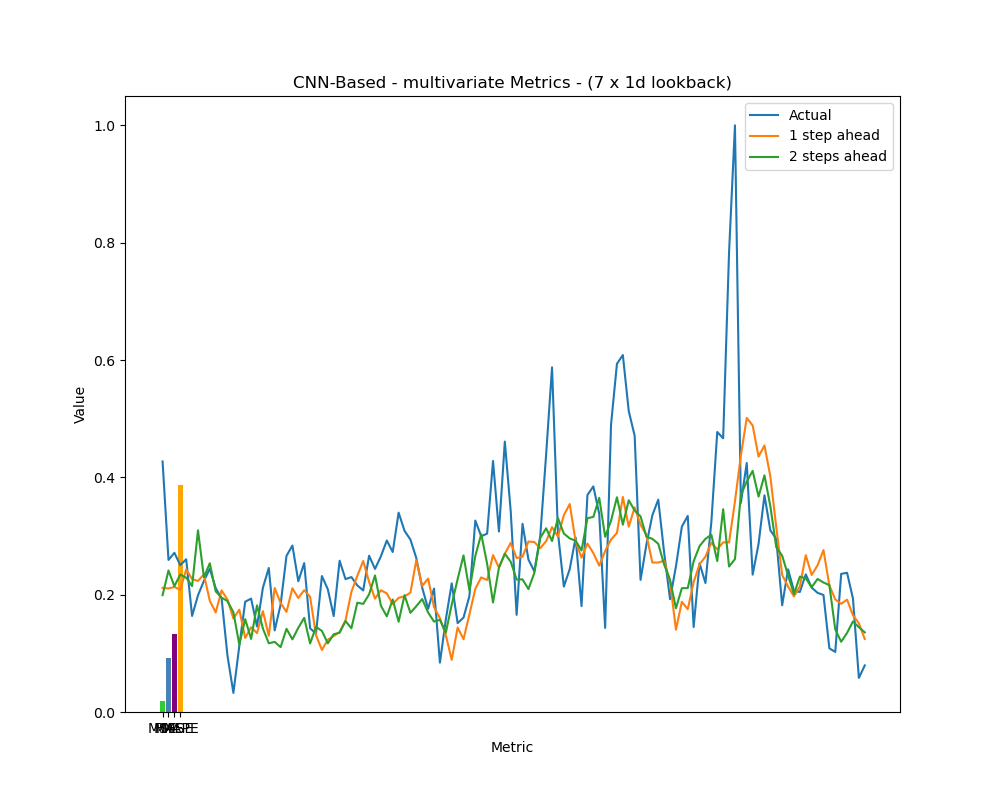 CNN-Based - multivariate Metrics - (7 x 1d lookback)
Actual
1 step ahead
2 steps ahead
1.0
0.8
0.6
0.4
0.2
0.0
Value
Metric